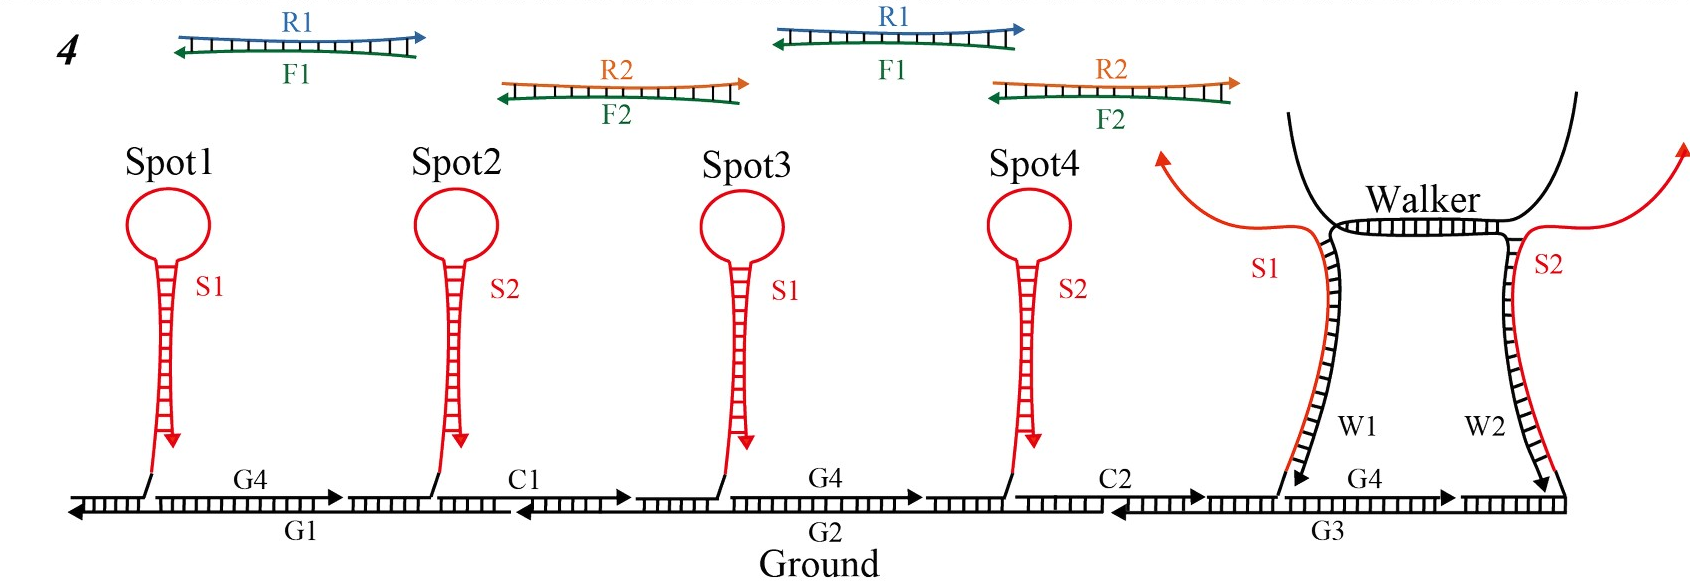 4
R1
F1
R2
F2
R1
F1
R2
F2
Spot1
Spot2
Spot3
Spot4
Walker
S1
S2
S1
S2
S1
S2
W1
W2
G4
C1
G4
C2
G4
G1
G2
G3
Ground